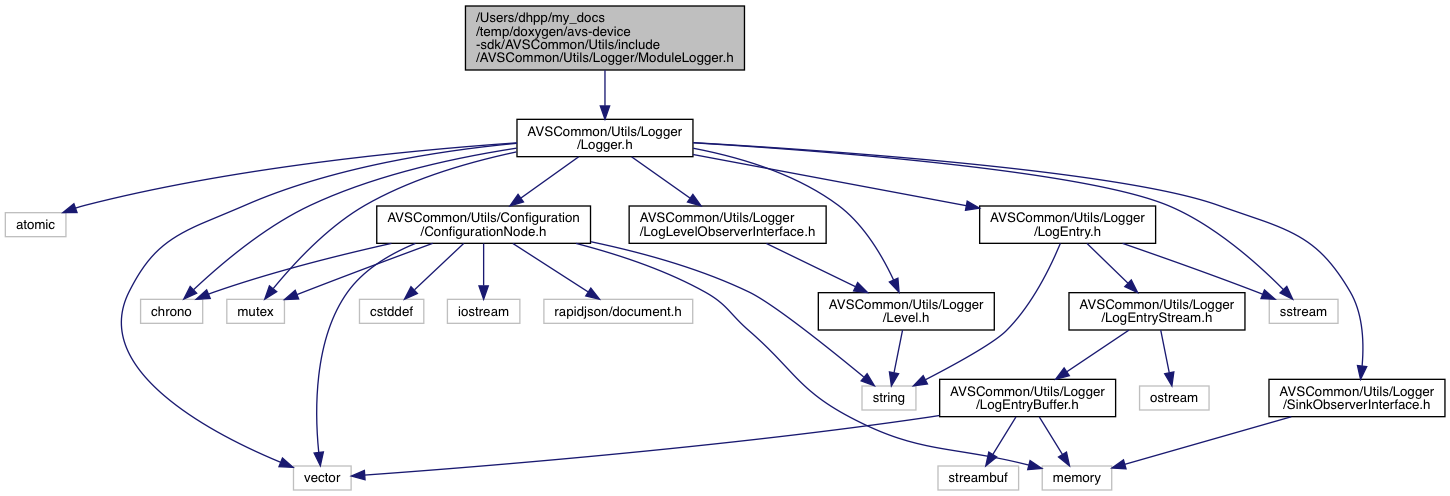 /Users/dhpp/my_docs
/temp/doxygen/avs-device
-sdk/AVSCommon/Utils/include
/AVSCommon/Utils/Logger/ModuleLogger.h
AVSCommon/Utils/Logger
/Logger.h
atomic
AVSCommon/Utils/Configuration
/ConfigurationNode.h
AVSCommon/Utils/Logger
/LogLevelObserverInterface.h
AVSCommon/Utils/Logger
/LogEntry.h
chrono
mutex
cstddef
iostream
rapidjson/document.h
AVSCommon/Utils/Logger
/Level.h
AVSCommon/Utils/Logger
/LogEntryStream.h
sstream
string
AVSCommon/Utils/Logger
/LogEntryBuffer.h
ostream
AVSCommon/Utils/Logger
/SinkObserverInterface.h
vector
streambuf
memory